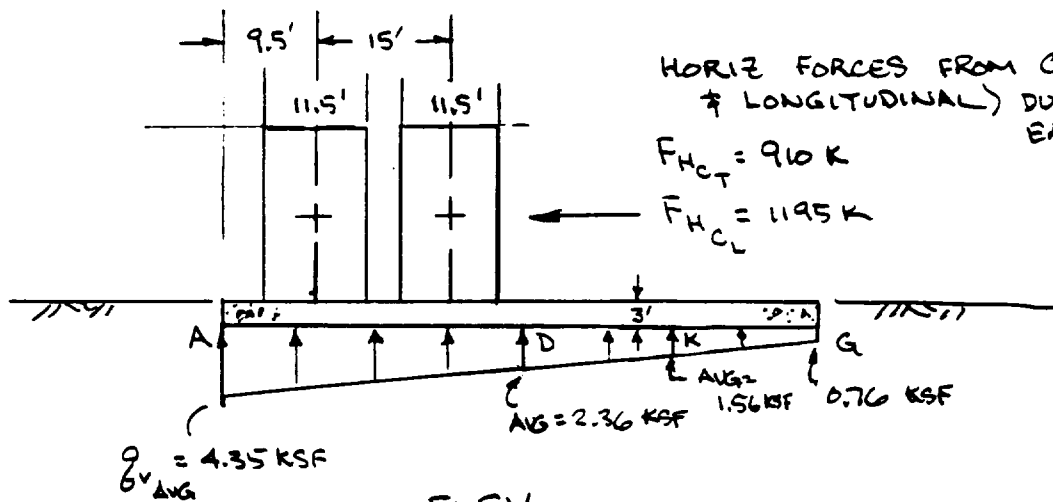 9.5' 15'
11.5' 11.5'
HORIZ FORCES FROM C
& LONGITUDINAL) DU
EA
F_HCT = 910 K
F_HCL = 1195 K
3'
A D K G
AVG = 2.36 KSF
AVG = 1.56 KSF
0.76 KSF
= 4.35 KSF
AVG